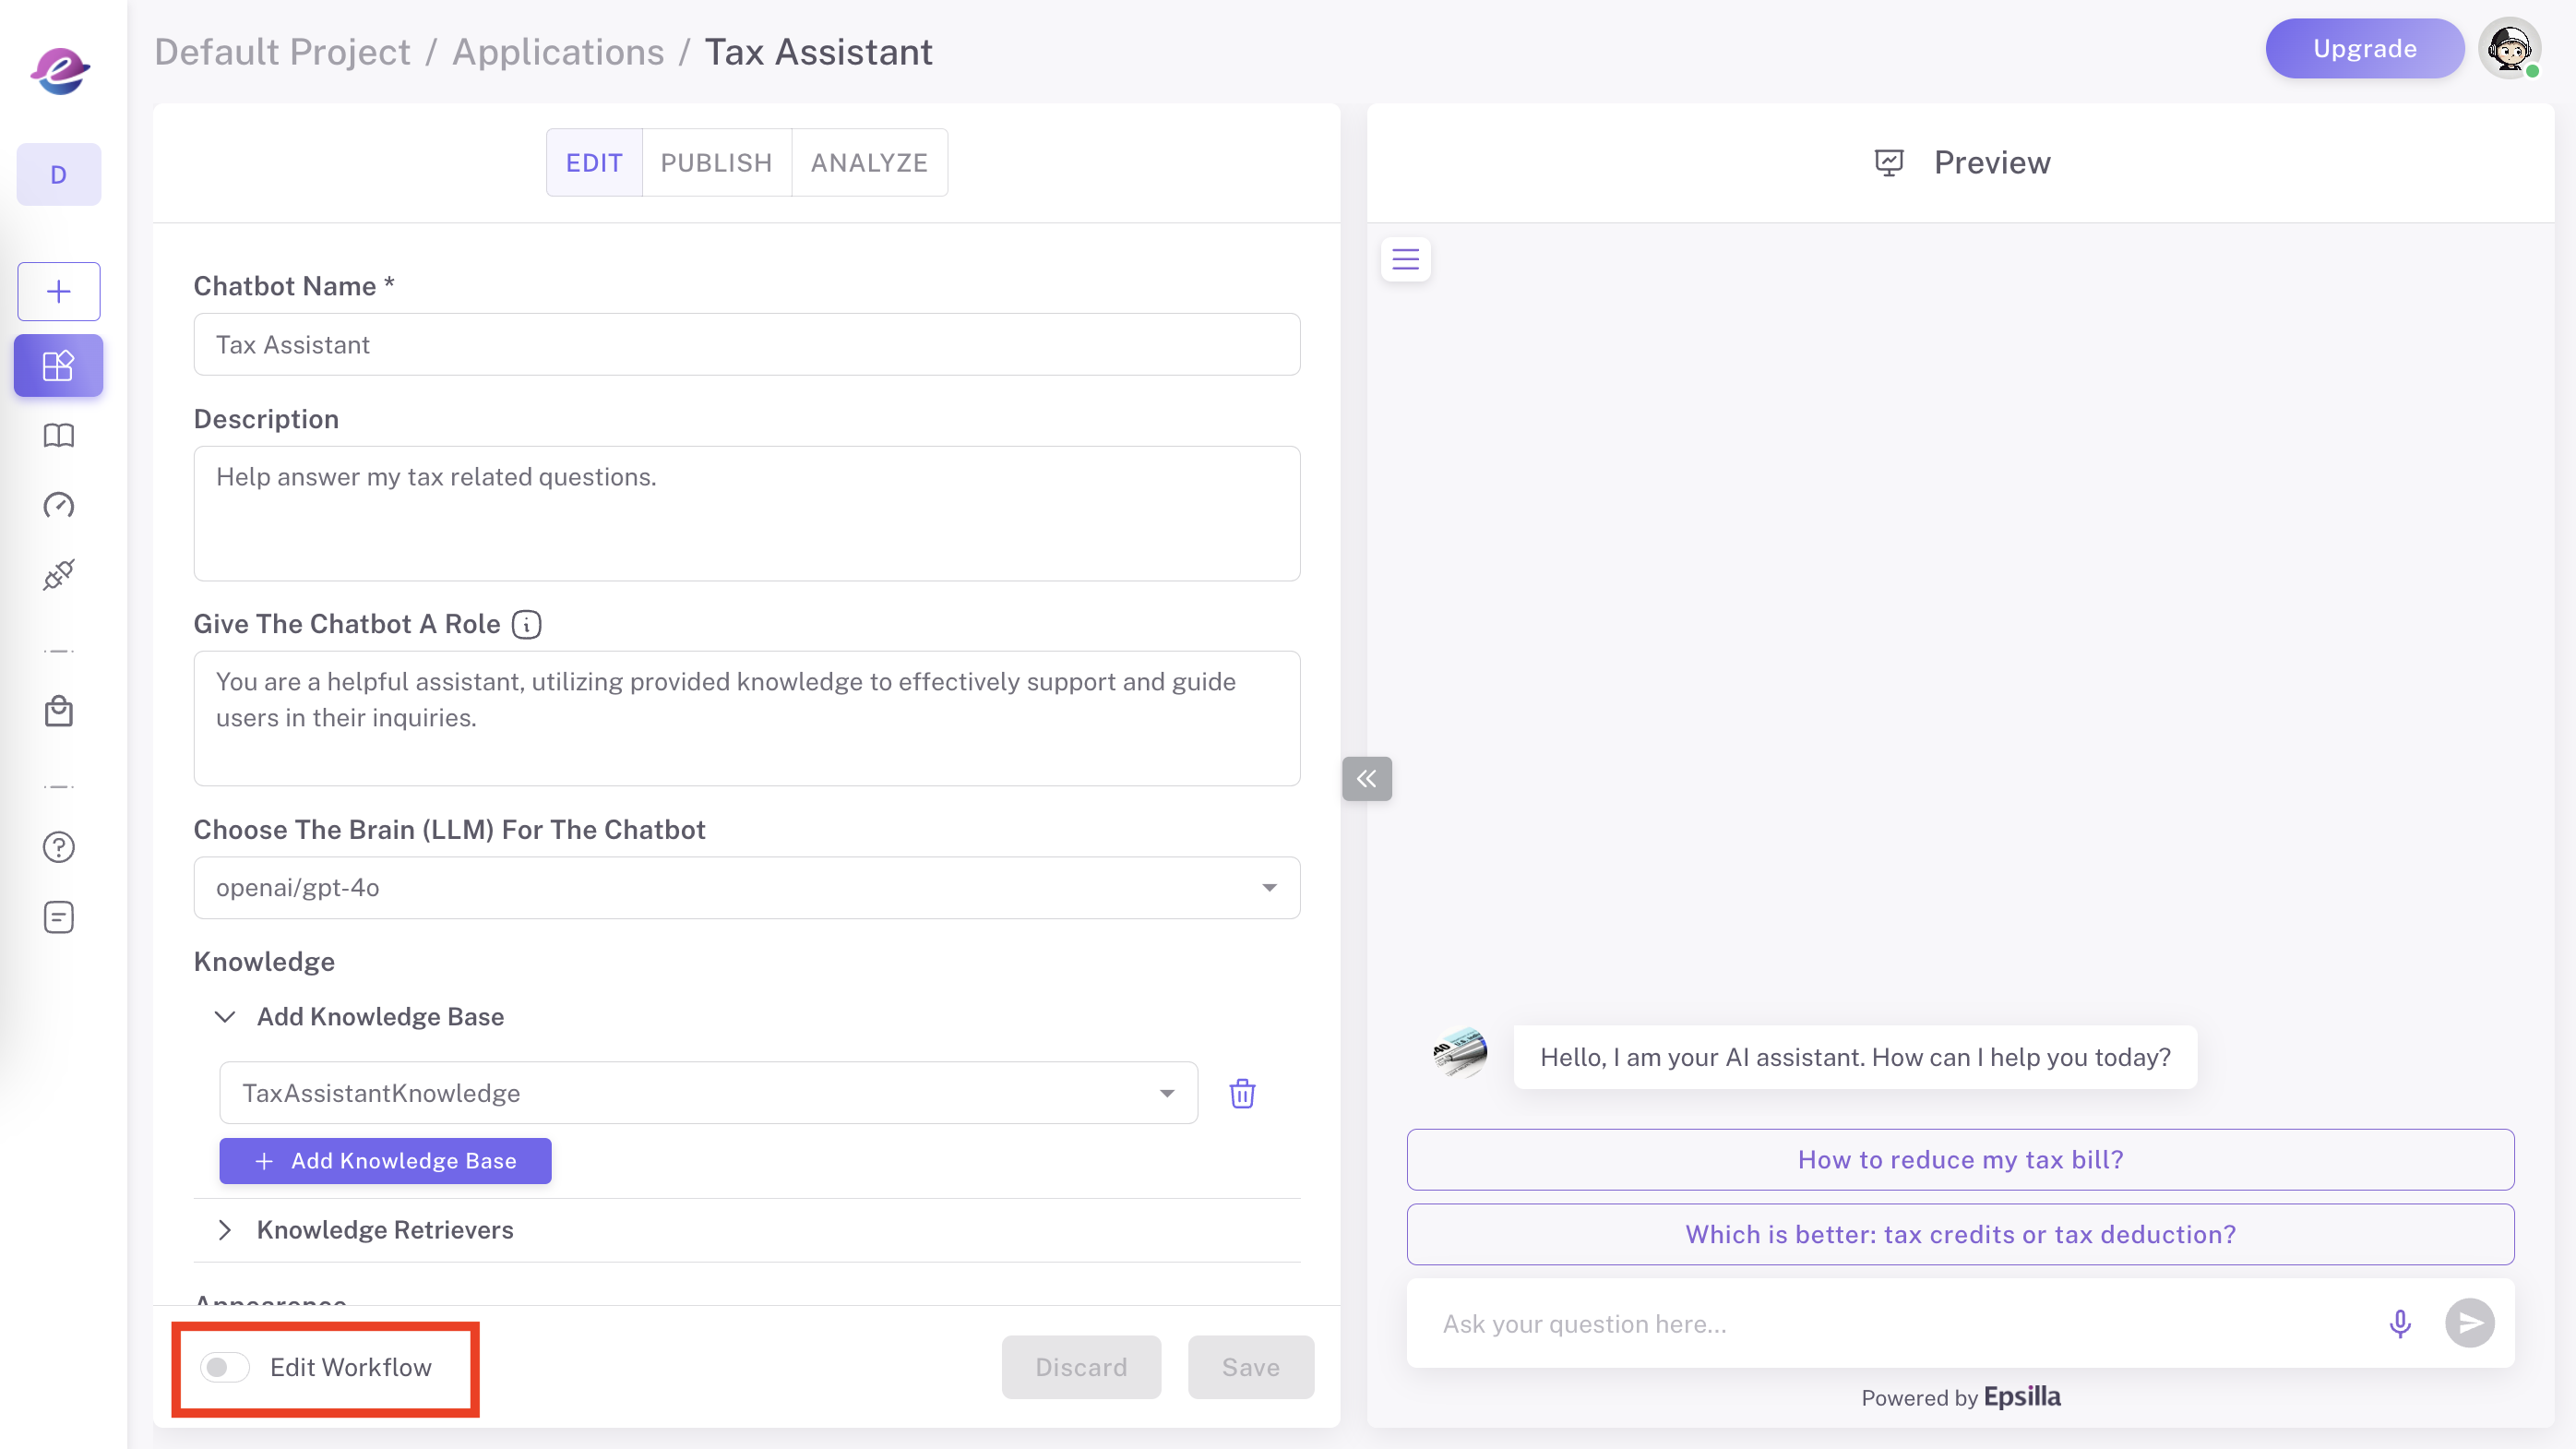 Default Project / Applications / Tax Assistant
Upgrade
D
EDIT
PUBLISH
ANALYZE
Chatbot Name *
Tax Assistant
Description
Help answer my tax related questions.
Give The Chatbot A Role
You are a helpful assistant, utilizing provided knowledge to effectively support and guide
users in their inquiries.
Choose The Brain (LLM) For The Chatbot
openai/gpt-4o
Knowledge
Add Knowledge Base
TaxAssistantKnowledge
+ Add Knowledge Base
Knowledge Retrievers
Appearence
Edit Workflow
Discard
Save
Preview
Hello, I am your AI assistant. How can I help you today?
How to reduce my tax bill?
Which is better: tax credits or tax deduction?
Ask your question here...
Powered by Epsilla